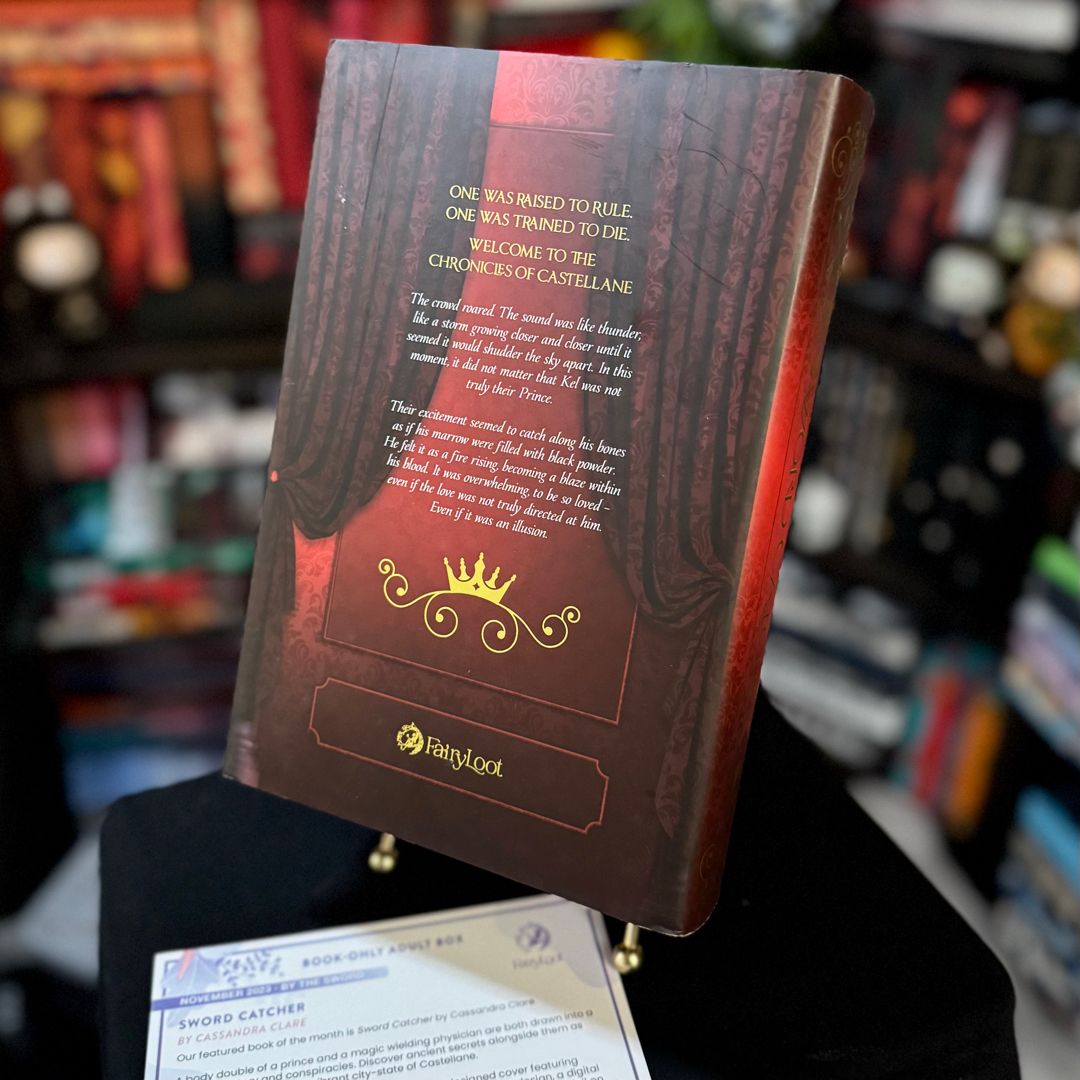 ONE WAS RAISED TO RULE.
ONE WAS TRAINED TO DIE.
WELCOME TO THE
CHRONICLES OF CASTELLANE
The crowd roared. The sound was like thunder,
like a storm growing closer and closer until it
seemed it would shudder the sky apart. In this
moment, it did not matter that Kel was not
truly their Prince.
Their excitement seemed to catch along his bones
as if his marrow were filled with black powder.
He felt it as a fire rising, becoming a blaze within
his blood. It was overwhelming, to be so loved –
even if the love was not truly directed at him.
Even if it was an illusion.
FairyLoot
BOOK-ONLY ADULT BOX
FairyLoot
NOVEMBER 2023 - BY THE SWORD
SWORD CATCHER
BY CASSANDRA CLARE
Our featured book of the month is Sword Catcher by Cassandra Clare
A body double of a prince and a magic wielding physician are both drawn into a
and conspiracies. Discover ancient secrets alongside them as
city-state of Castellane.
cover featuring
design, a digital